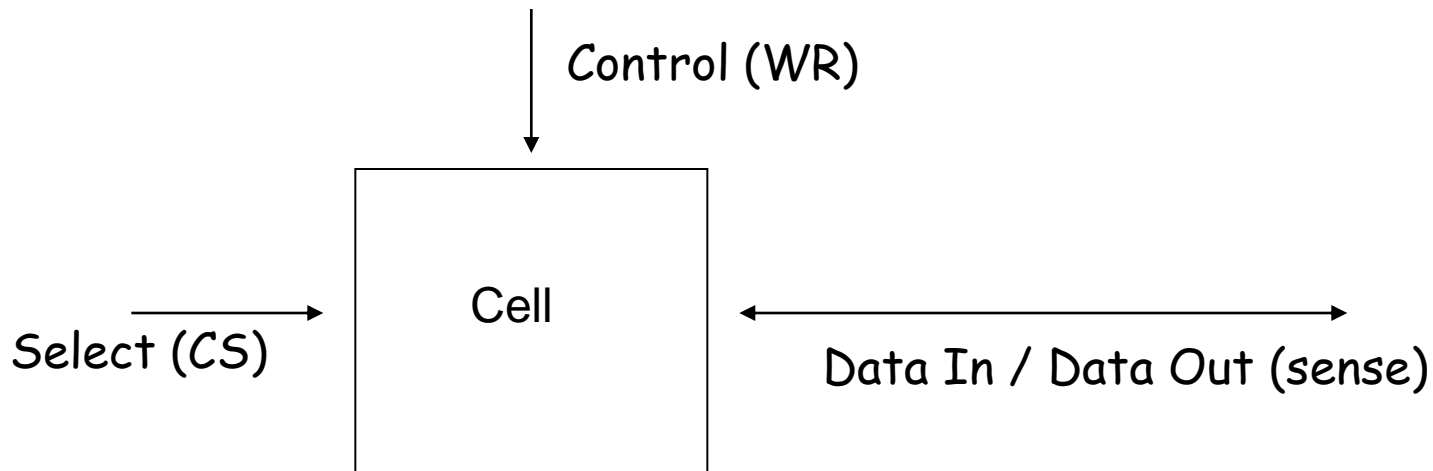 Control (WR)
Cell
Select (CS)
Data In / Data Out (sense)